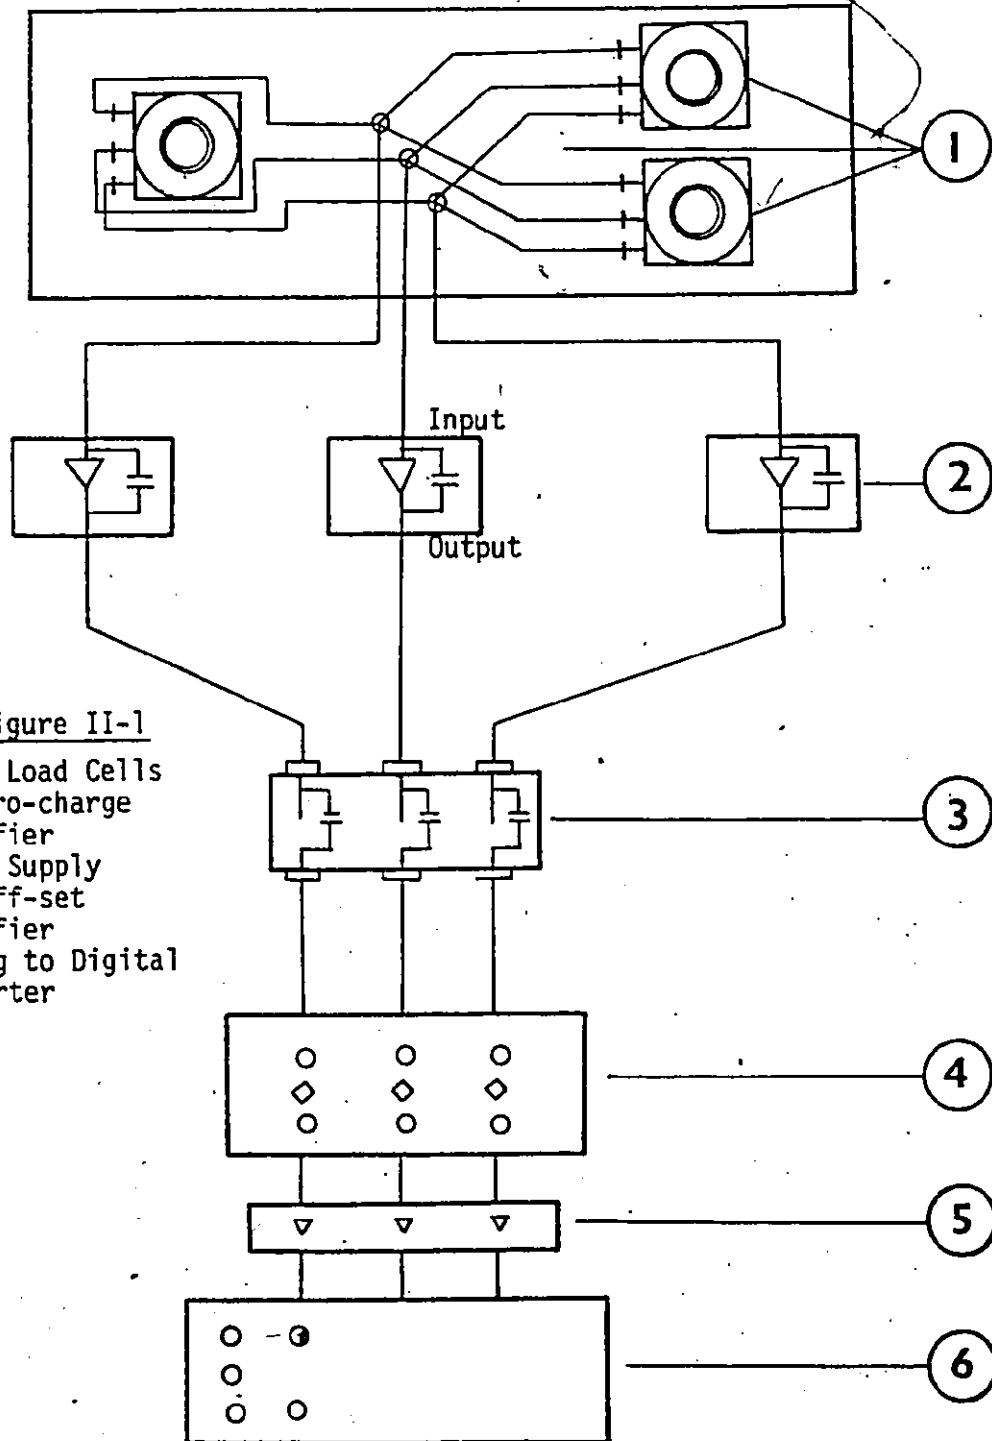 1
Input
2
Output
igure II-1
Load Cells
ro-charge
fier
3
Supply
ff-set
fier
g to Digital
rter
4
5
6